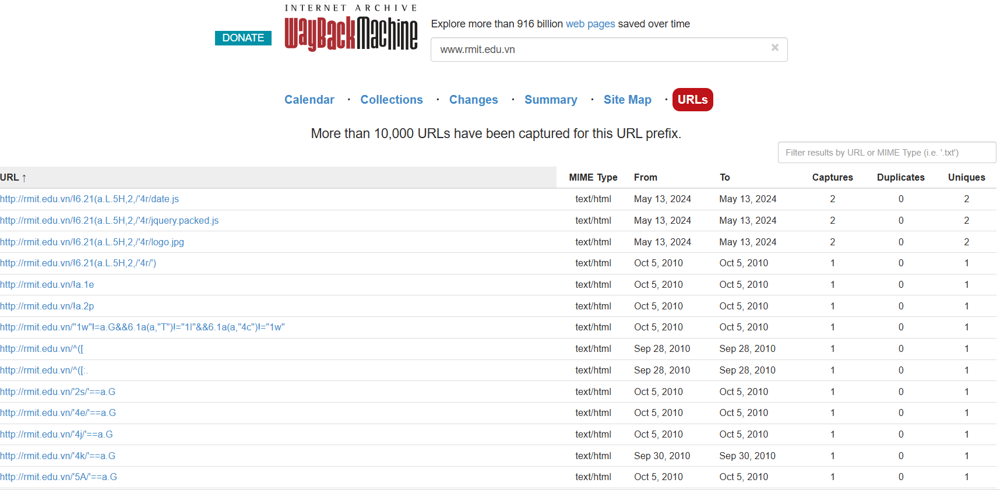 INTERNET ARCHIVE
DONATE
WayBackMachine
Explore more than 916 billion web pages saved over time
www.rmit.edu.vn ×
Calendar · Collections · Changes · Summary · Site Map · URLs
More than 10,000 URLs have been captured for this URL prefix.
Filter results by URL or MIME Type (i.e. '.txt')
URL ↑ MIME Type From To Captures Duplicates Uniques
http://rmit.edu.vn/!6.21(a.L.5H,2,/'4r/date.js text/html May 13, 2024 May 13, 2024 2 0 2
http://rmit.edu.vn/!6.21(a.L.5H,2,/'4r/jquery.packed.js text/html May 13, 2024 May 13, 2024 2 0 2
http://rmit.edu.vn/!6.21(a.L.5H,2,/'4r/logo.jpg text/html May 13, 2024 May 13, 2024 2 0 2
http://rmit.edu.vn/!6.21(a.L.5H,2,/'4r/') text/html Oct 5, 2010 Oct 5, 2010 1 0 1
http://rmit.edu.vn/!a.1e text/html Oct 5, 2010 Oct 5, 2010 1 0 1
http://rmit.edu.vn/!a.2p text/html Oct 5, 2010 Oct 5, 2010 1 0 1
http://rmit.edu.vn/"1w"!=a.G&&6.1a(a,"T")!="1l"&&6.1a(a,"4c")!="1w" text/html Oct 5, 2010 Oct 5, 2010 1 0 1
http://rmit.edu.vn/^([ text/html Sep 28, 2010 Sep 28, 2010 1 0 1
http://rmit.edu.vn/^([:. text/html Sep 28, 2010 Sep 28, 2010 1 0 1
http://rmit.edu.vn/'2s/'==a.G text/html Oct 5, 2010 Oct 5, 2010 1 0 1
http://rmit.edu.vn/'4e/'==a.G text/html Oct 5, 2010 Oct 5, 2010 1 0 1
http://rmit.edu.vn/'4j/'==a.G text/html Oct 5, 2010 Oct 5, 2010 1 0 1
http://rmit.edu.vn/'4k/'==a.G text/html Sep 30, 2010 Sep 30, 2010 1 0 1
http://rmit.edu.vn/'5A/'==a.G text/html Oct 5, 2010 Oct 5, 2010 1 0 1